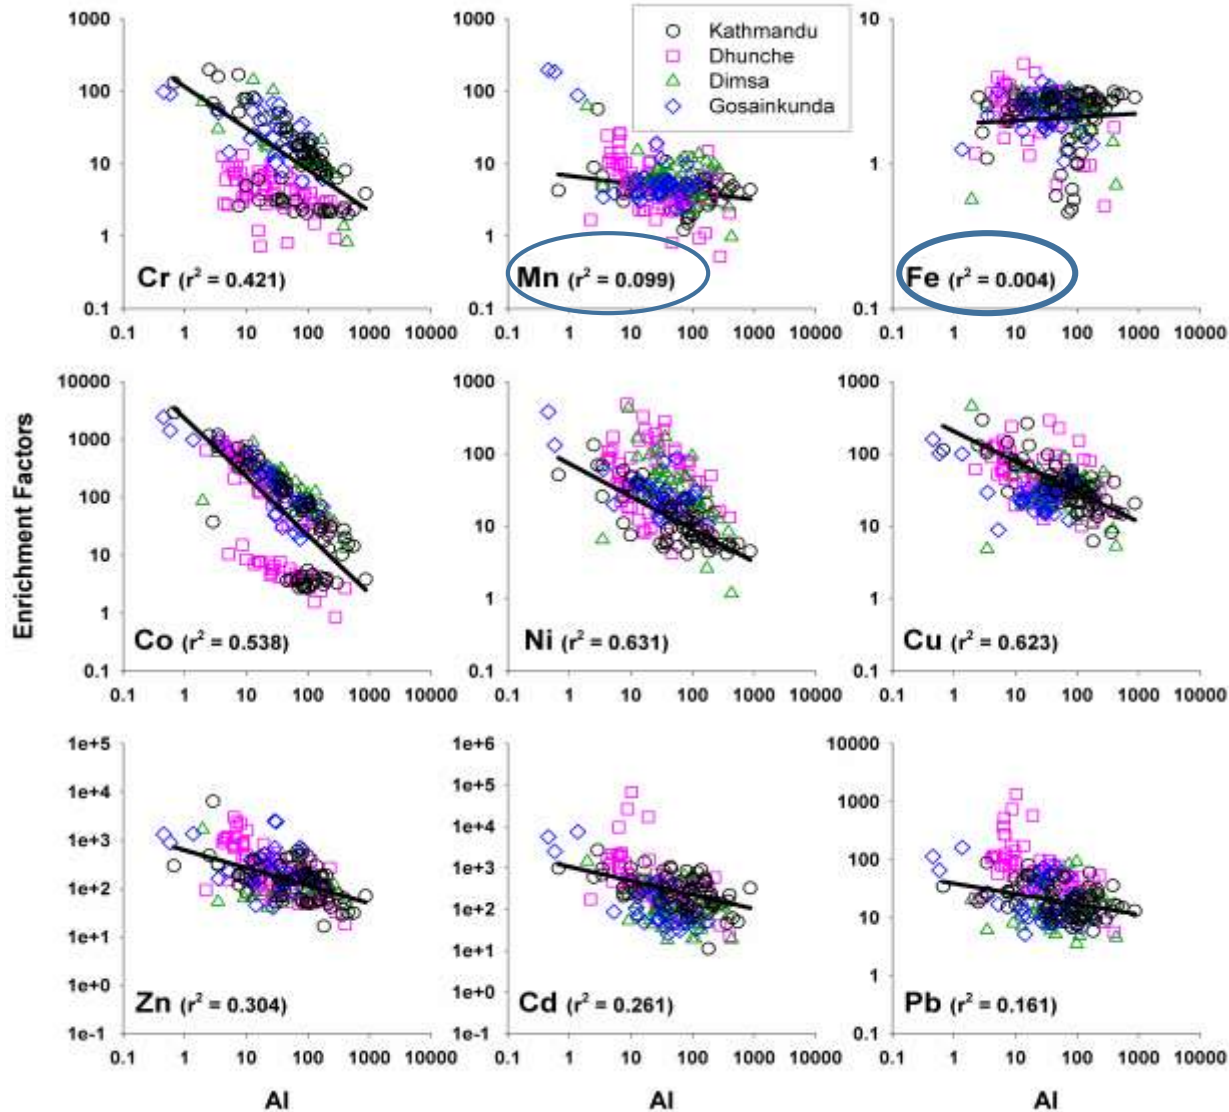 1000
100
10
1
0.1
Cr (r² = 0.421)
0.1 1 10 100 1000 10000
1000
100
10
1
0.1
Kathmandu
Dhunche
Dimsa
Gosainkunda
Mn (r² = 0.099)
0.1 1 10 100 1000 10000
10
1
0.1
Fe (r² = 0.004)
0.1 1 10 100 1000 10000
Enrichment Factors
10000
1000
100
10
1
0.1
Co (r² = 0.538)
0.1 1 10 100 1000 10000
1000
100
10
1
0.1
Ni (r² = 0.631)
0.1 1 10 100 1000 10000
1000
100
10
1
0.1
Cu (r² = 0.623)
0.1 1 10 100 1000 10000
1e+5
1e+4
1e+3
1e+2
1e+1
1e+0
1e-1
Zn (r² = 0.304)
0.1 1 10 100 1000 10000
Al
1e+6
1e+5
1e+4
1e+3
1e+2
1e+1
1e+0
1e-1
Cd (r² = 0.261)
0.1 1 10 100 1000 10000
Al
10000
1000
100
10
1
0.1
Pb (r² = 0.161)
0.1 1 10 100 1000 10000
Al